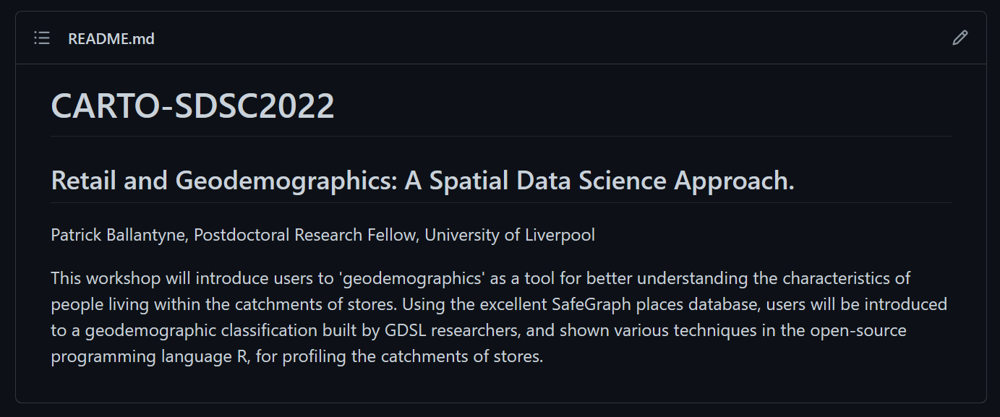 README.md
CARTO-SDSC2022
Retail and Geodemographics: A Spatial Data Science Approach.
Patrick Ballantyne, Postdoctoral Research Fellow, University of Liverpool
This workshop will introduce users to 'geodemographics' as a tool for better understanding the characteristics of
people living within the catchments of stores. Using the excellent SafeGraph places database, users will be introduced
to a geodemographic classification built by GDSL researchers, and shown various techniques in the open-source
programming language R, for profiling the catchments of stores.